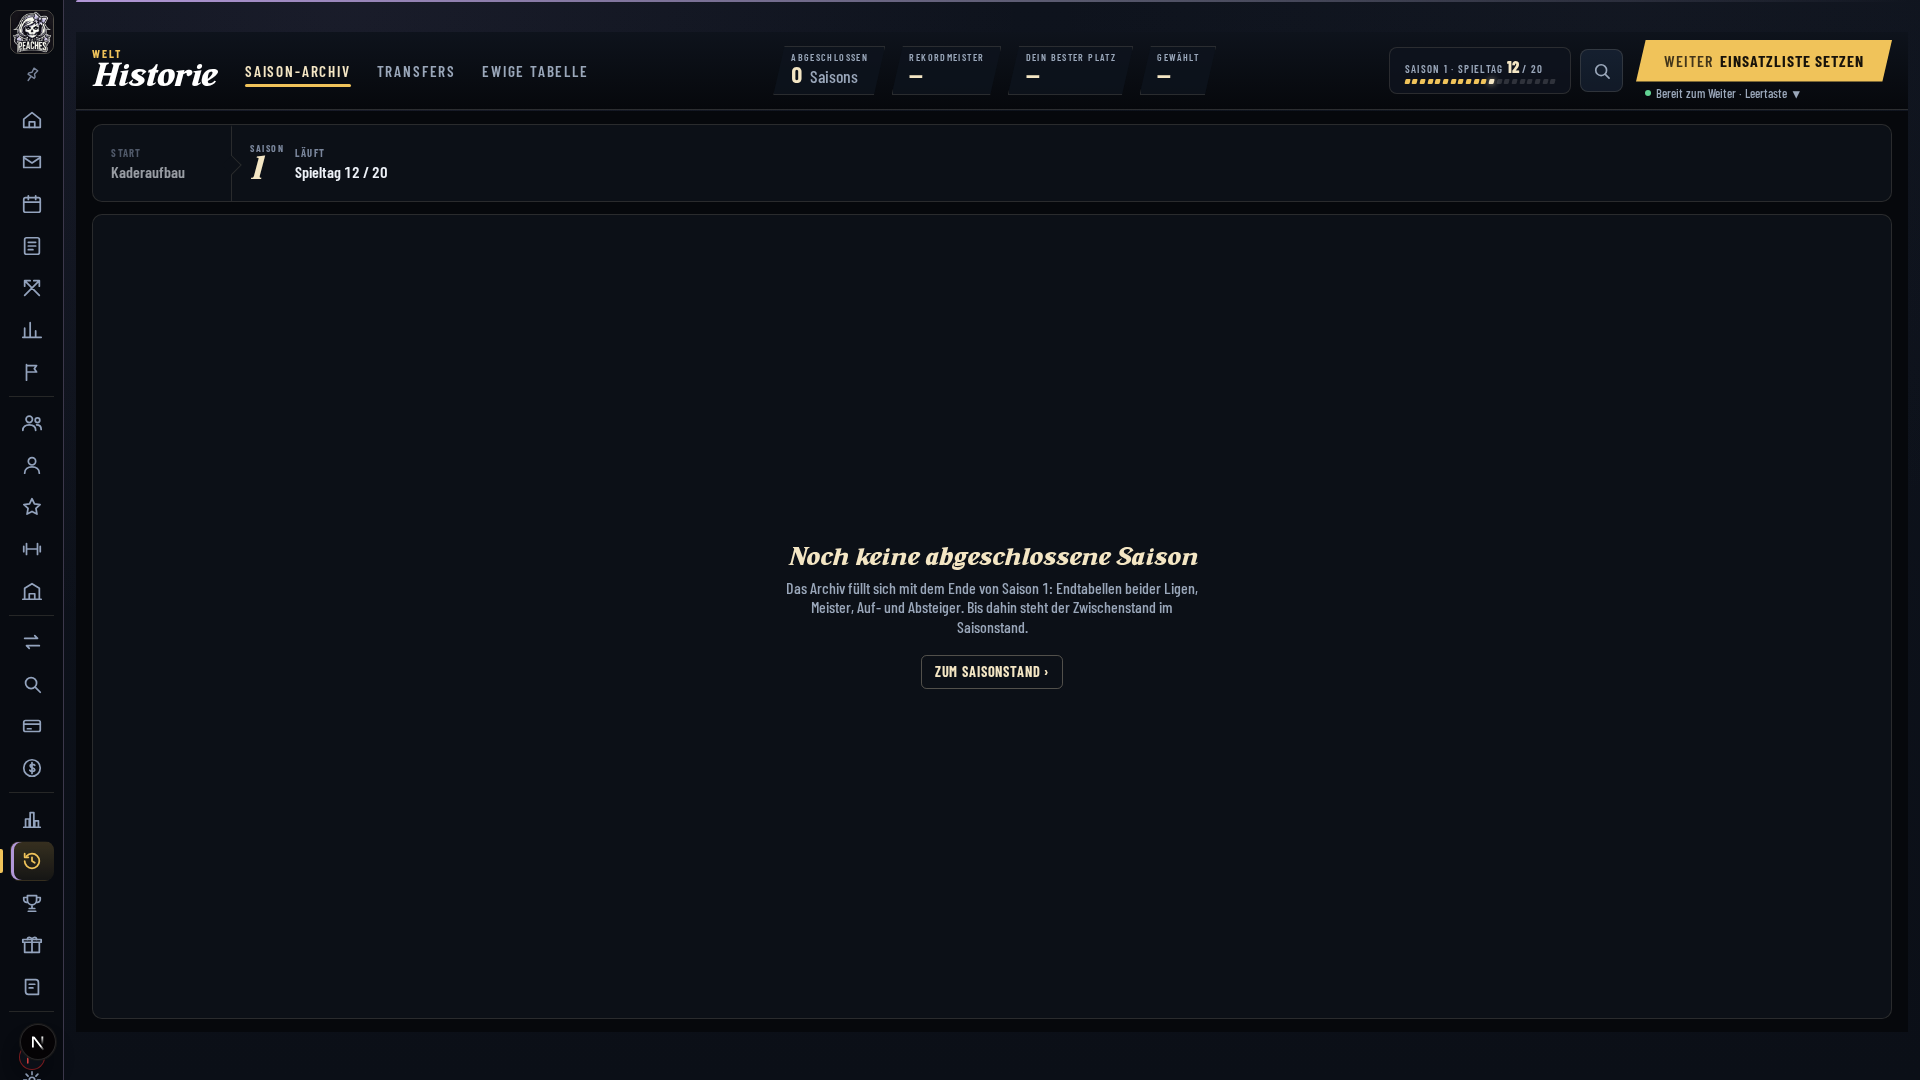 PEACHES
WELT
Historie
SAISON-ARCHIV
TRANSFERS
EWIGE TABELLE
ABGESCHLOSSEN
0 Saisons
REKORDMEISTER
–
DEIN BESTER PLATZ
–
GEWÄHLT
–
SAISON 1 · SPIELTAG 12 / 20
WEITER EINSATZLISTE SETZEN
Bereit zum Weiter · Leertaste ▼
START
Kaderaufbau
SAISON
1
LÄUFT
Spieltag 12 / 20
Noch keine abgeschlossene Saison
Das Archiv füllt sich mit dem Ende von Saison 1: Endtabellen beider Ligen,
Meister, Auf- und Absteiger. Bis dahin steht der Zwischenstand im
Saisonstand.
ZUM SAISONSTAND ›
N